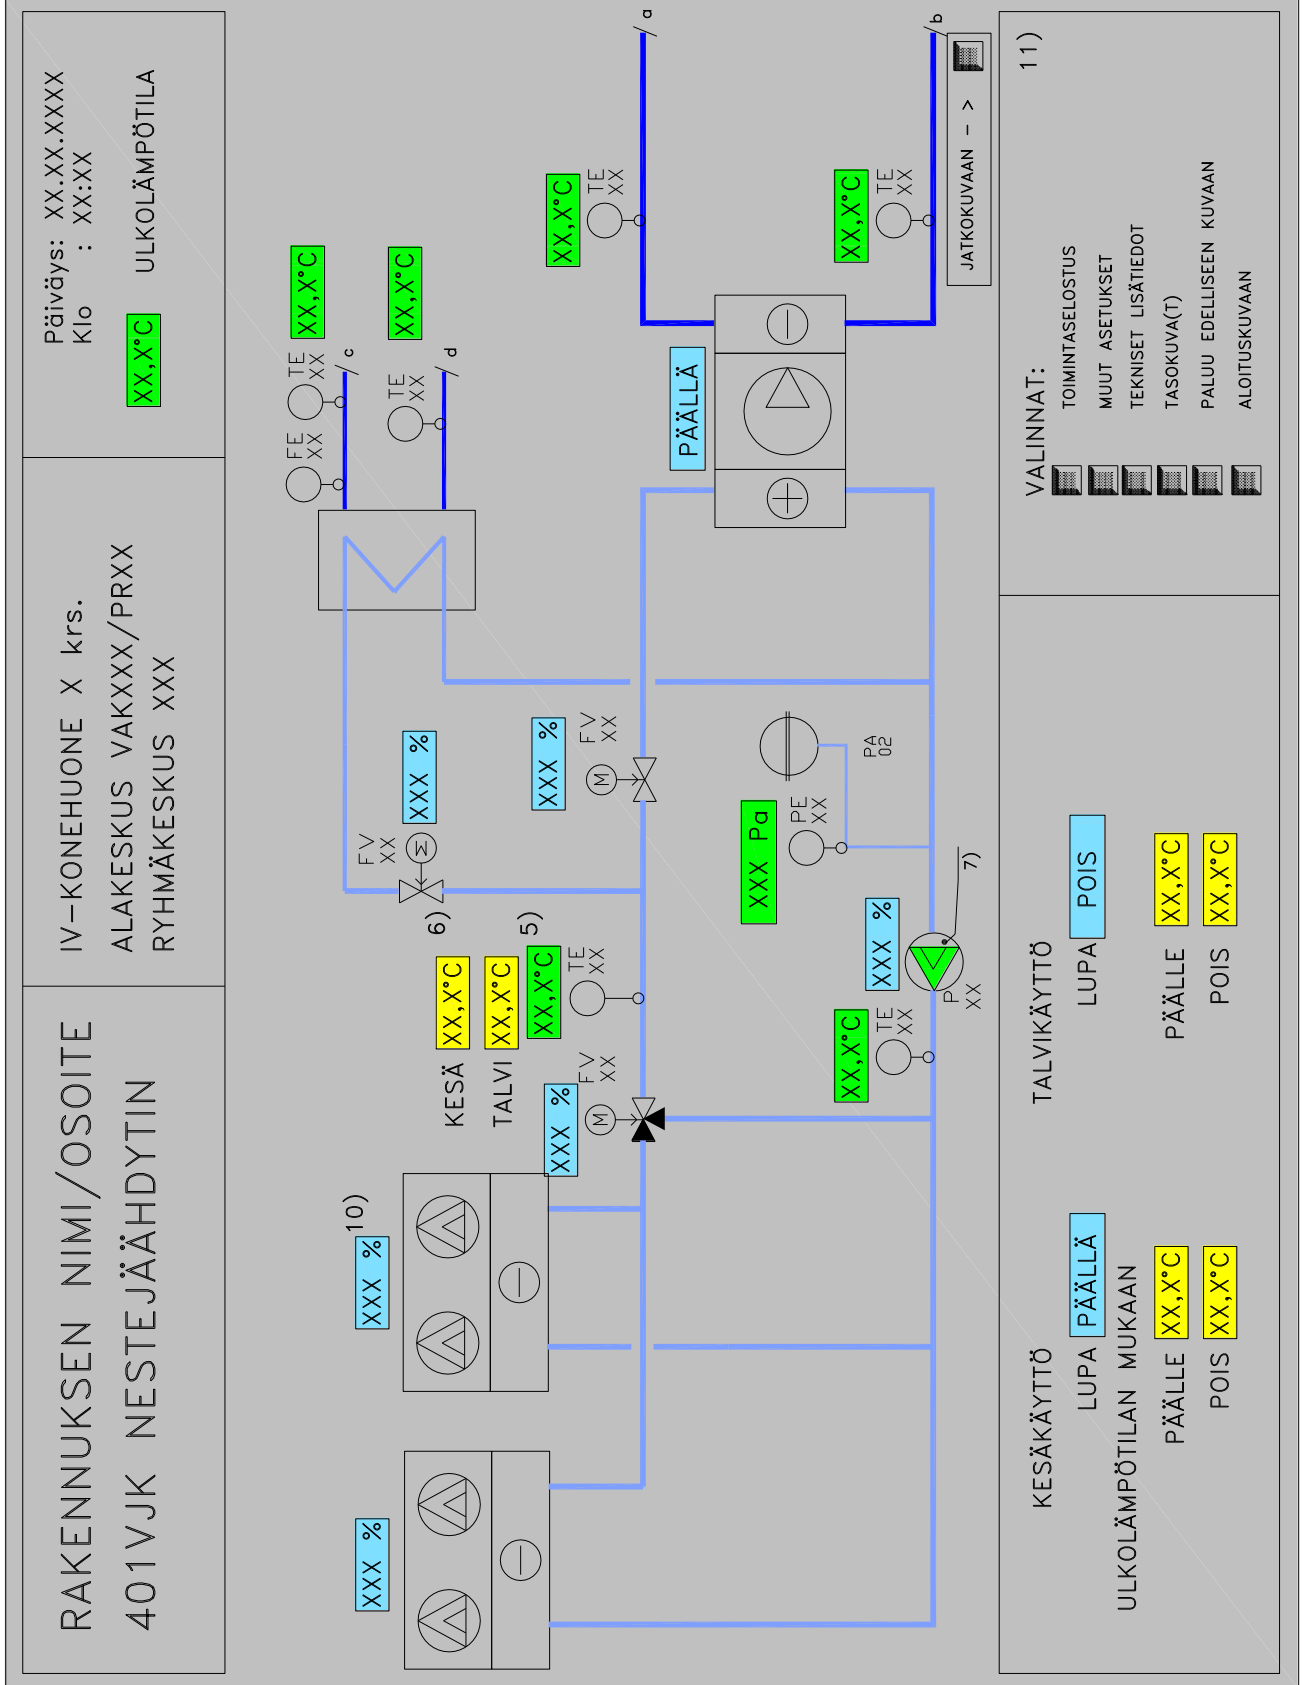 RAKENNUKSEN NIMI/OSOITE
401VJK NESTEJÄÄHDYTIN
IV-KONEHUONE X krs.
ALAKESKUS VAKXXX/PRXX
RYHMÄKESKUS XXX
Päiväys: XX.XX.XXXX
Klo : XX:XX
XX,X°C ULKOLÄMPÖTILA
XXX %
XXX %
10)
XXX %
FV
XX
M
KESÄ XX,X°C
6)
TALVI XX,X°C
5)
XX,X°C
TE
XX
FV
XX
M
XXX %
XXX %
FV
XX
M
FE
XX
TE
XX
XX,X°C
c
TE
XX
XX,X°C
d
PÄÄLLÄ
XX,X°C
TE
XX
a
XX,X°C
TE
XX
b
JATKOKUVAAN - >
XX,X°C
TE
XX
XXX %
P
XX
7)
XXX Pa
PE
XX
PA
02
KESÄKÄYTTÖ
LUPA PÄÄLLÄ
ULKOLÄMPÖTILAN MUKAAN
PÄÄLLE XX,X°C
POIS XX,X°C
TALVIKÄYTTÖ
LUPA POIS
PÄÄLLE XX,X°C
POIS XX,X°C
VALINNAT:
11)
TOIMINTASELOSTUS
MUUT ASETUKSET
TEKNISET LISÄTIEDOT
TASOKUVA(T)
PALUU EDELLISEEN KUVAAN
ALOITUSKUVAAN